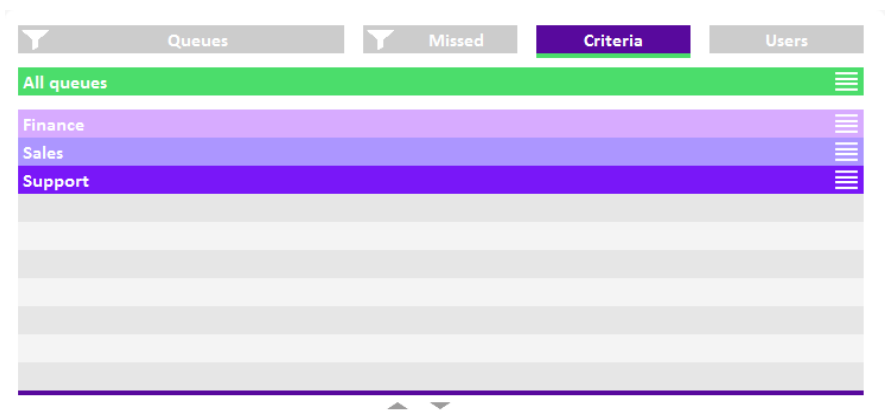 Queues Missed Criteria Users
All queues
Finance
Sales
Support